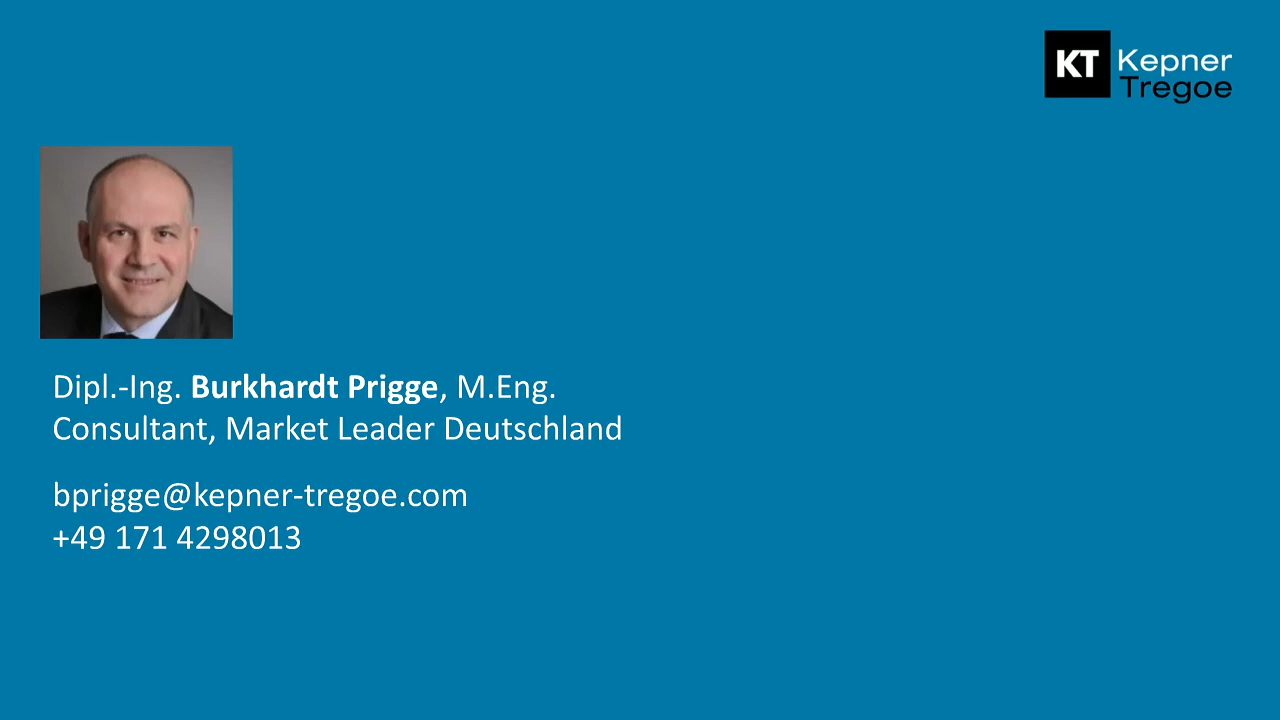 KT Kepner
Tregoe
Dipl.-Ing. Burkhardt Prigge, M.Eng.
Consultant, Market Leader Deutschland
bprigge@kepner-tregoe.com
+49 171 4298013